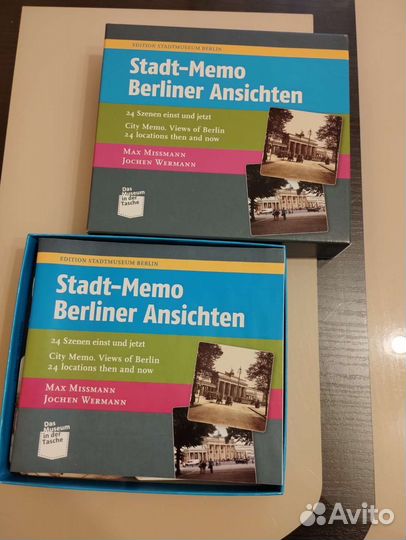 EDITION STADTMUSEUM BERLIN
Stadt-Memo
Berliner Ansichten
24 Szenen einst und jetzt
City Memo. Views of Berlin
24 locations then and now
MAX MISSMANN
JOCHEN WERMANN
Das
Museum
in der
Tasche
EDITION STADTMUSEUM BERLIN
Stadt-Memo
Berliner Ansichten
24 Szenen einst und jetzt
City Memo. Views of Berlin
24 locations then and now
MAX MISSMANN
JOCHEN WERMANN
Das
Museum
in der
Tasche
Avito